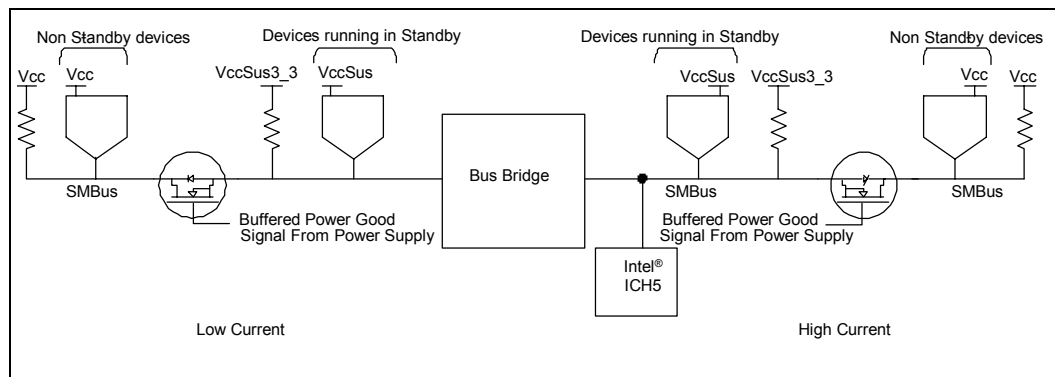 Non Standby devices
Devices running in Standby
Devices running in Standby
Non Standby devices
Vcc
Vcc
VccSus3_3
VccSus
VccSus
VccSus3_3
Vcc
Vcc
Bus Bridge
SMBus
SMBus
SMBus
Buffered Power Good
Signal From Power Supply
Buffered Power Good
Signal From Power Supply
Intel®
ICH5
Low Current
High Current